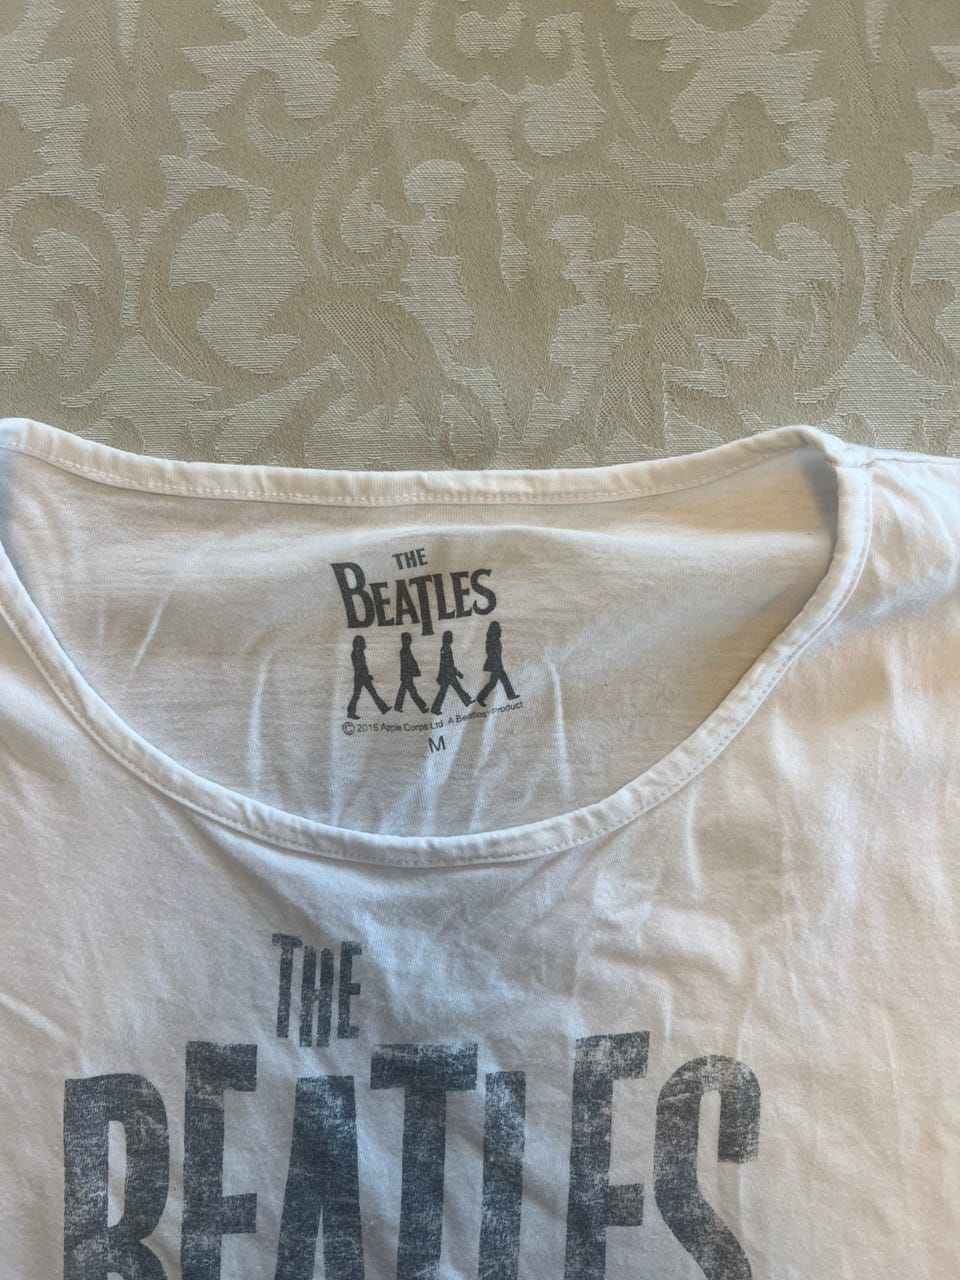 THE
BEATLES
© 2016 Apple Corps Ltd A Beatles Product
M
THE
BEATLES